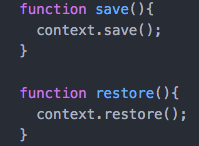 function save(){
  context.save();
}

function restore(){
  context.restore();
}